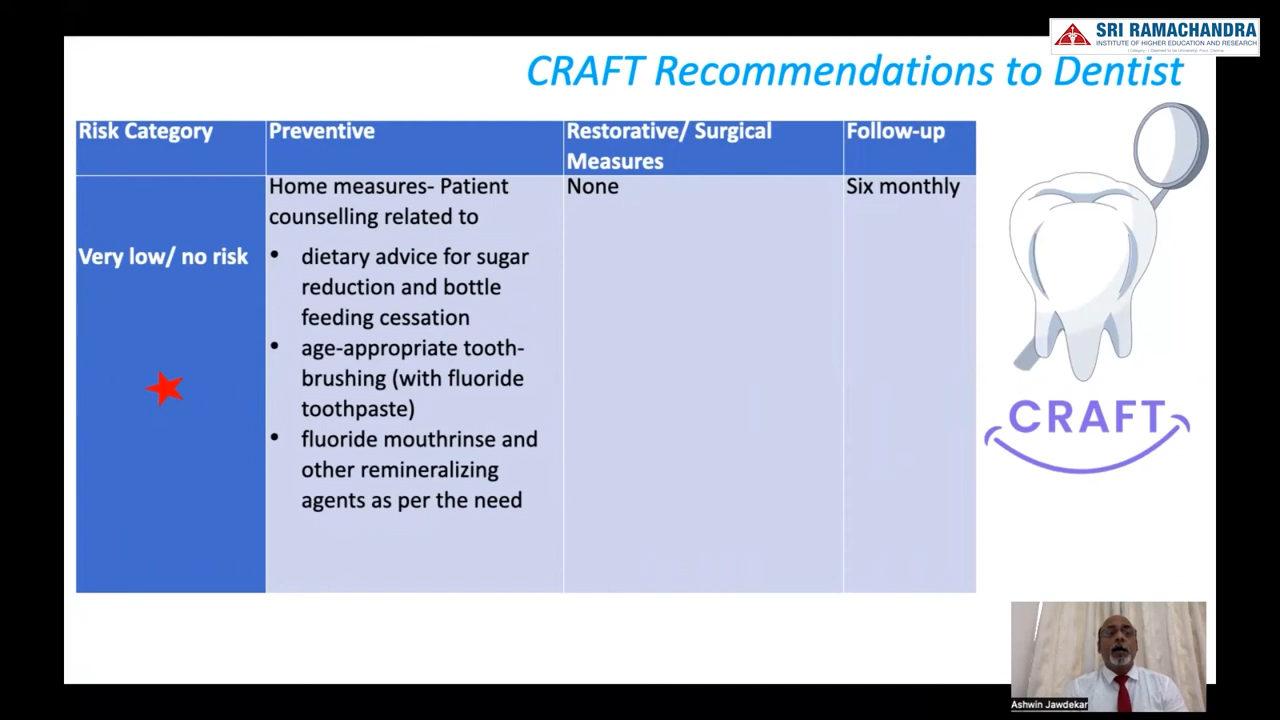 SRI RAMACHANDRA
INSTITUTE OF HIGHER EDUCATION AND RESEARCH
CRAFT Recommendations to Dentist
Risk Category
Preventive
Restorative/ Surgical
Measures
Follow-up
Very low/ no risk
Home measures- Patient
counselling related to
• dietary advice for sugar
reduction and bottle
feeding cessation
• age-appropriate tooth-
brushing (with fluoride
toothpaste)
• fluoride mouthrinse and
other remineralizing
agents as per the need
None
Six monthly
CRAFT
Ashwin Jawdekar